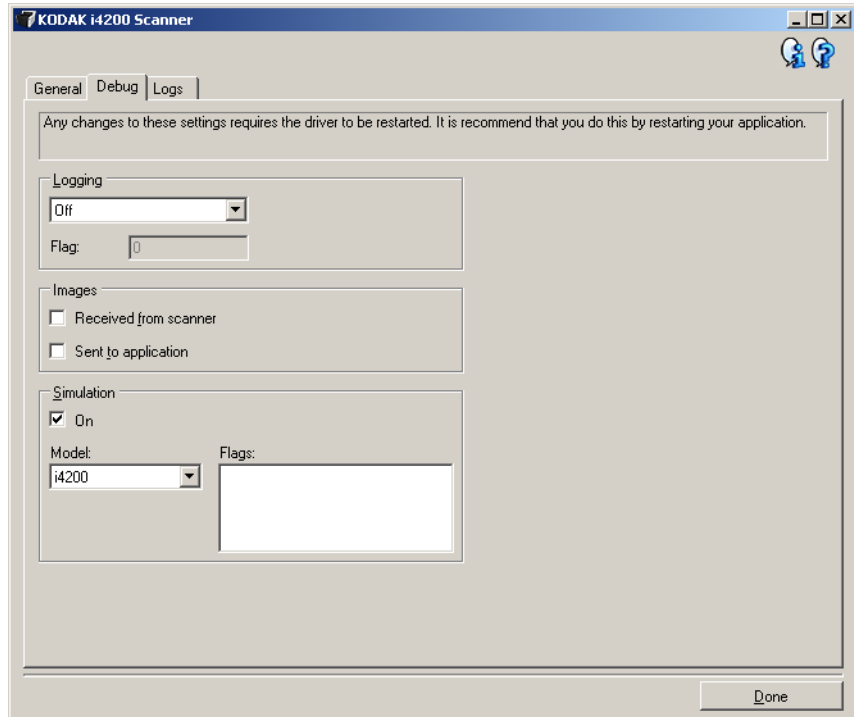 KODAK i4200 Scanner
General Debug Logs
Any changes to these settings requires the driver to be restarted. It is recommend that you do this by restarting your application.
Logging
Off
Flag: 0
Images
Received from scanner
Sent to application
Simulation
On
Model: Flags:
i4200
Done